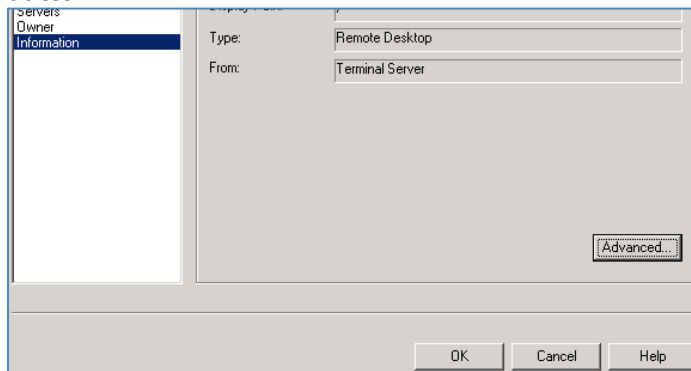 Servers
Owner
Information
Type: Remote Desktop
From: Terminal Server
Advanced...
OK Cancel Help